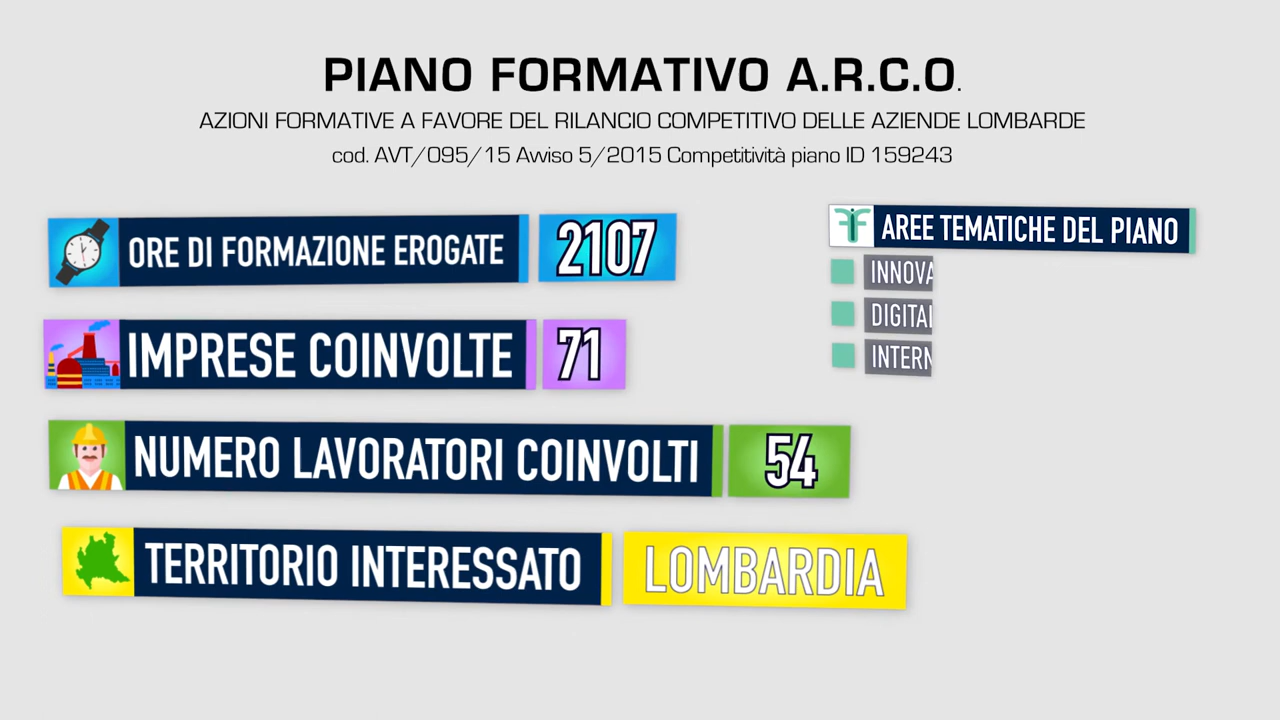 PIANO FORMATIVO A.R.C.O.
AZIONI FORMATIVE A FAVORE DEL RILANCIO COMPETITIVO DELLE AZIENDE LOMBARDE
cod. AVT/095/15 Avviso 5/2015 Competitività piano ID 159243
ORE DI FORMAZIONE EROGATE 2107
IMPRESE COINVOLTE 71
NUMERO LAVORATORI COINVOLTI 54
TERRITORIO INTERESSATO LOMBARDIA
AREE TEMATICHE DEL PIANO